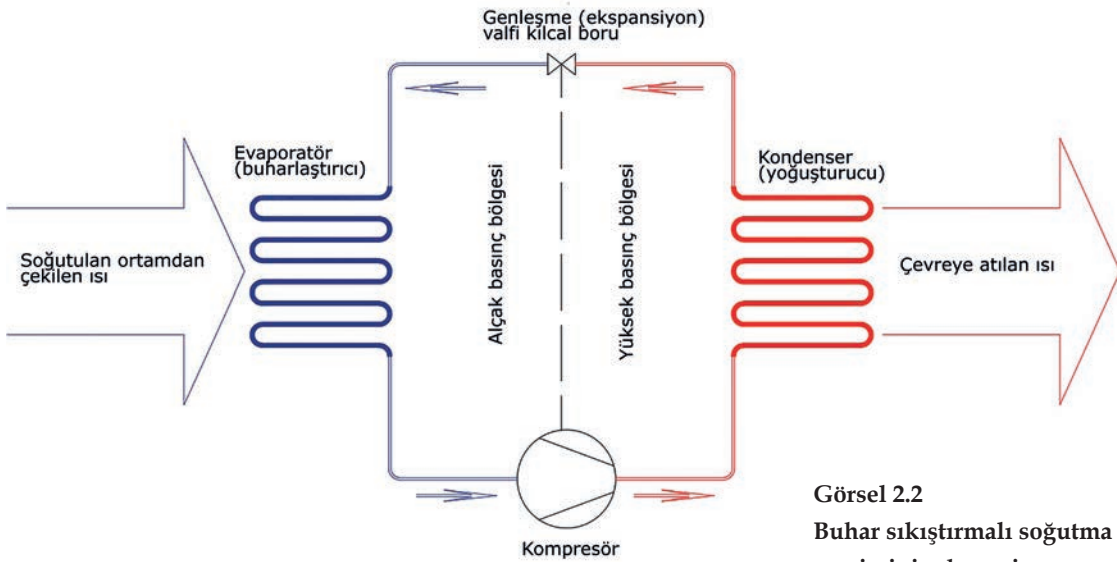 Genleşme (ekspansiyon)
valfi kilcal boru
Evaporatör
(buharlaştırıcı)
Kondenser
(yoğuşturucu)
Alçak basınç bölgesi
Yüksek basınç bölgesi
Soğutulan ortamdan
çekilen ısı
Çevreye atılan ısı
Kompresör
Görsel 2.2
Buhar sıkıştırmalı soğutma